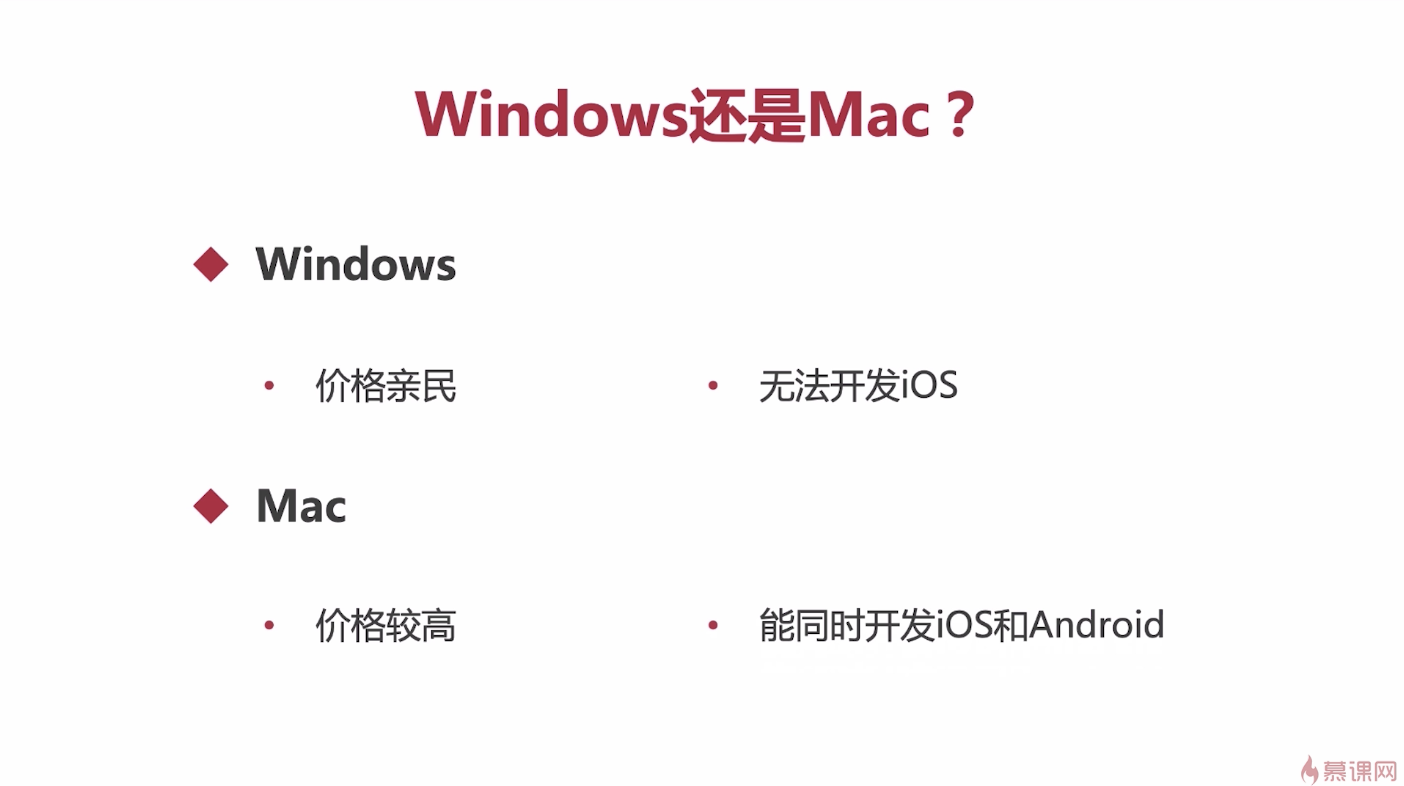 Windows还是Mac？
Windows
价格亲民
无法开发iOS
Mac
价格较高
能同时开发iOS和Android
慕课网